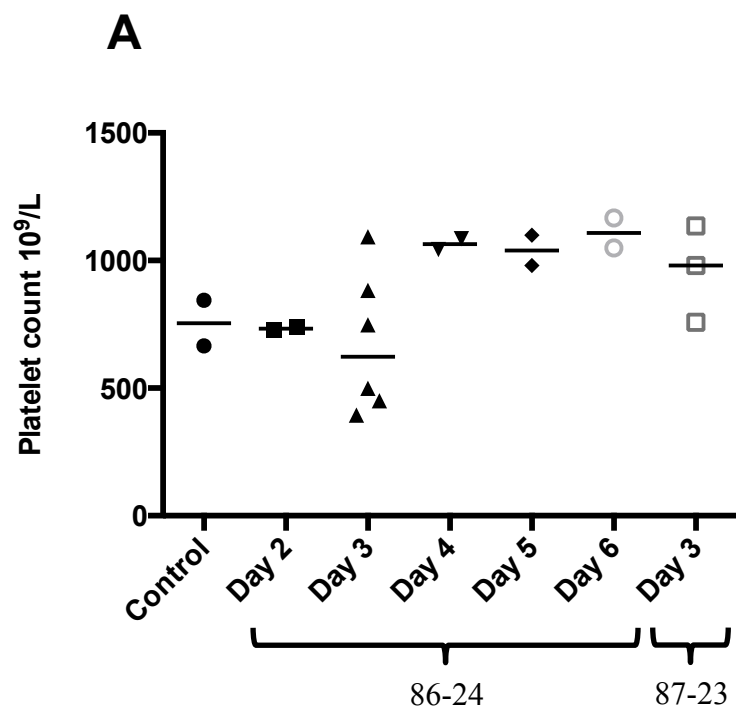 A
Platelet count 10⁹/L
1500
1000
500
0
Control
Day 2
Day 3
Day 4
Day 5
Day 6
Day 3
86-24
87-23